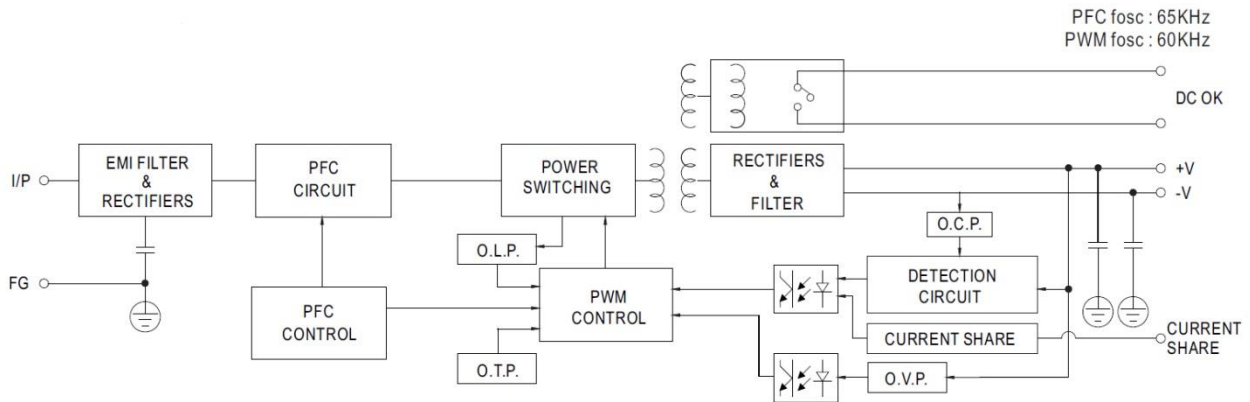 PFC fosc : 65KHz
PWM fosc : 60KHz
DC OK
EMI FILTER
&
RECTIFIERS
PFC
CIRCUIT
POWER
SWITCHING
RECTIFIERS
&
FILTER
I/P
+V
-V
O.C.P.
O.L.P.
DETECTION
CIRCUIT
FG
PFC
CONTROL
PWM
CONTROL
CURRENT SHARE
CURRENT
SHARE
O.T.P.
O.V.P.